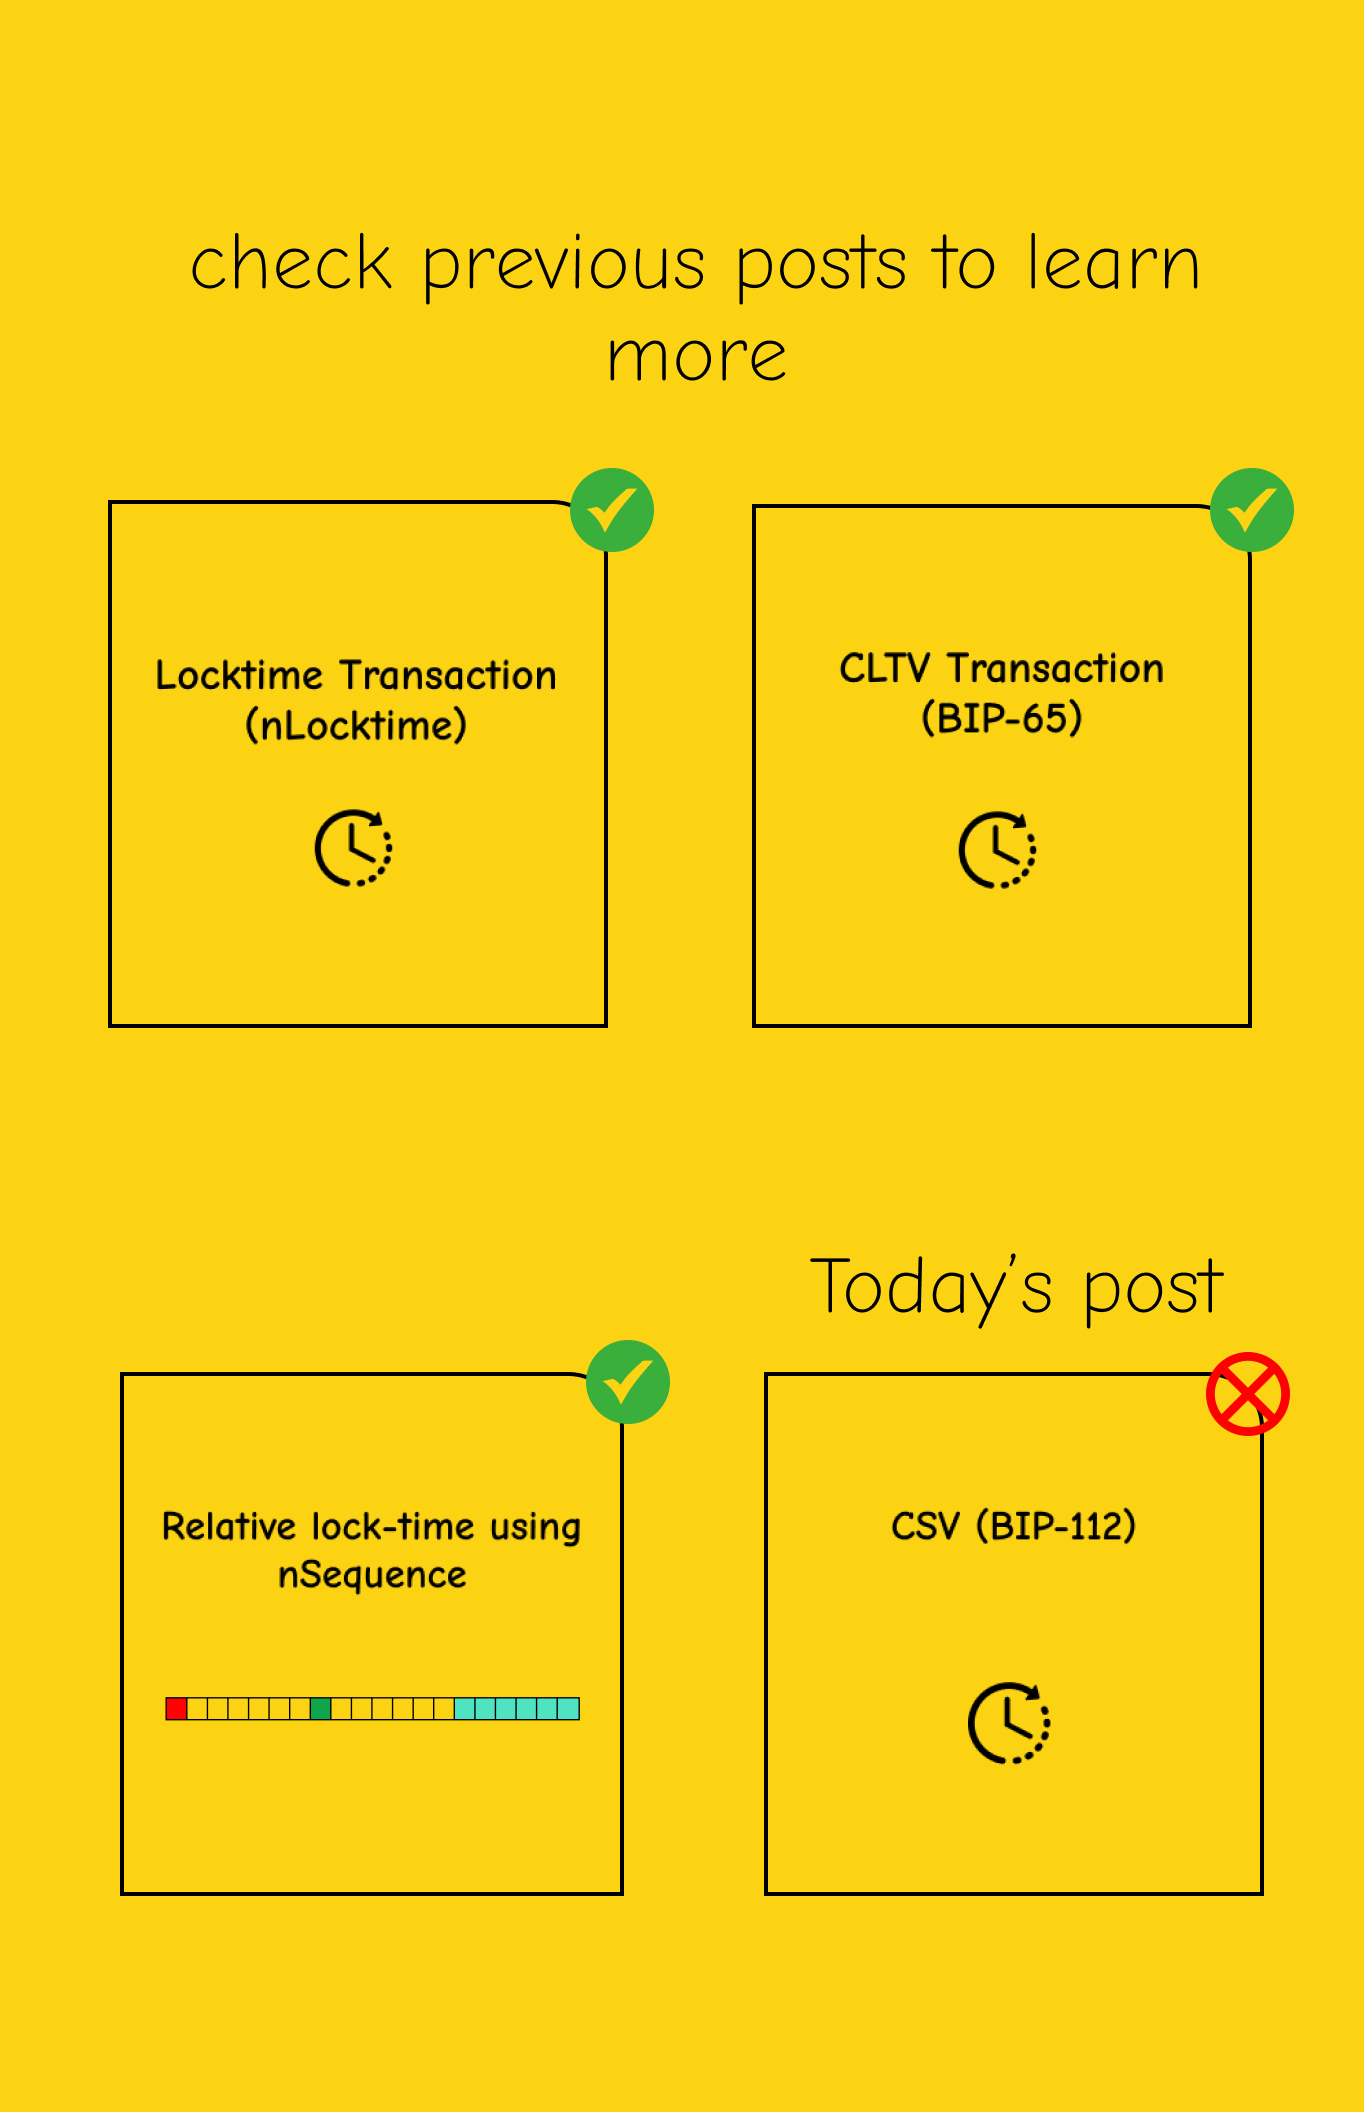 check previous posts to learn
more
Locktime Transaction
(nLocktime)
CLTV Transaction
(BIP-65)
Today's post
Relative lock-time using
nSequence
CSV (BIP-112)